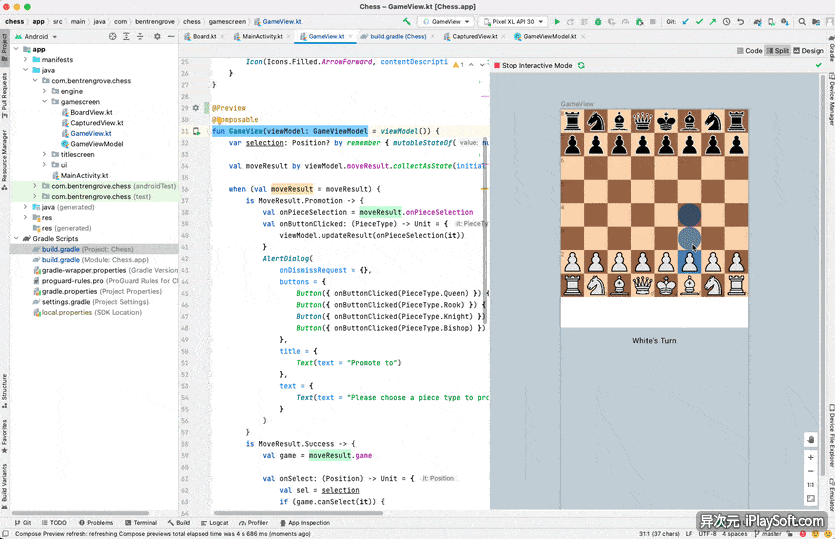 Chess – GameView.kt [Chess.app]
chess
src
main
java
com
bentrengrove
chess
gamescreen
GameView.kt
GameView
Pixel XL API 30
Git:
Project
Pull Requests
Resource Manager
Structure
Favorites
Build Variants
Android
app
manifests
java
com.bentrengrove.chess
engine
gamescreen
BoardView.kt
CapturedView.kt
GameView.kt
GameViewModel
titlescreen
ui
MainActivity.kt
com.bentrengrove.chess (androidTest)
com.bentrengrove.chess (test)
java (generated)
res
res (generated)
Gradle Scripts
build.gradle (Project: Chess)
build.gradle (Module: Chess.app)
gradle-wrapper.properties (Gradle Version
proguard-rules.pro (ProGuard Rules for C
gradle.properties (Project Properties)
settings.gradle (Project Settings)
local.properties (SDK Location)
Board.kt
MainActivity.kt
GameView.kt
build.gradle (Chess)
CapturedView.kt
GameViewModel.kt
Code
Split
Design
Icon(Icons.Filled.ArrowForward, contentDescripti
1
}
}
@Preview
@Composable
fun GameView(viewModel: GameViewModel = viewModel()) {
var selection: Position? by remember { mutableStateOf( value: nu
val moveResult by viewModel.moveResult.collectAsState(initial
when (val moveResult = moveResult) {
is MoveResult.Promotion -> {
val onPieceSelection = moveResult.onPieceSelection
val onButtonClicked: (PieceType) -> Unit = { it: PieceType
viewModel.updateResult(onPieceSelection(it))
}
AlertDialog(
onDismissRequest = {},
buttons = {
Button({ onButtonClicked(PieceType.Queen) }) {
Button({ onButtonClicked(PieceType.Rook) }) {
Button({ onButtonClicked(PieceType.Knight) })
Button({ onButtonClicked(PieceType.Bishop) })
},
title = {
Text(text = "Promote to")
},
text = {
Text(text = "Please choose a piece type to pro
}
)
}
is MoveResult.Success -> {
val game = moveResult.game
val onSelect: (Position) -> Unit = { it: Position
val sel = selection
if (game.canSelect(it)) {
Stop Interactive Mode
GameView
White's Turn
1:1
Gradle
Device Manager
Device File Explorer
Emulator
Git
TODO
Problems
Terminal
Build
Logcat
Profiler
App Inspection
Compose Preview refresh: refreshing Compose previews Total elapsed time was 4 s 686 ms (moments ago)
31:1 (37 chars)
LF
UTF-8
4 spaces
master
异次元 iPlaySoft.com